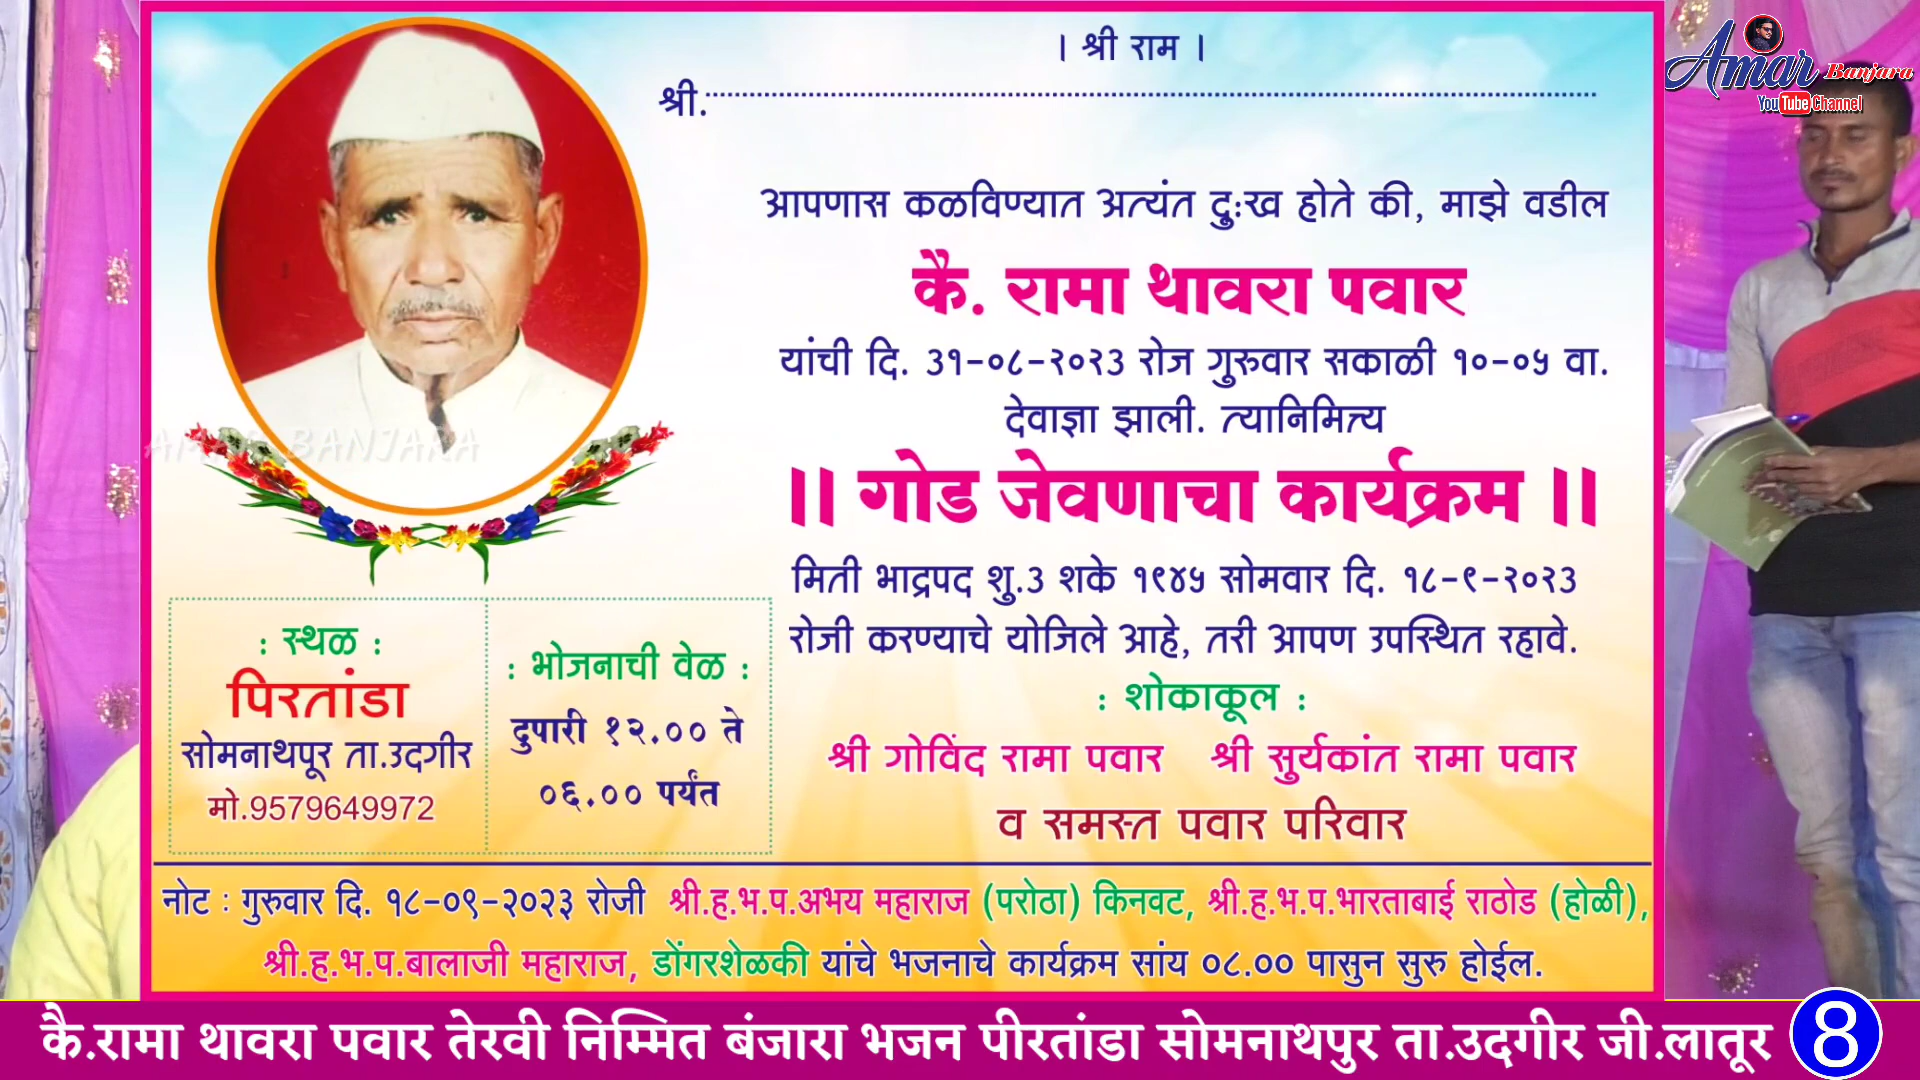 । श्री राम ।
श्री.
आपणास कळविण्यात अत्यंत दु:ख होते की, माझे वडील
कै. रामा थावरा पवार
यांची दि. ३१-०८-२०२३ रोज गुरुवार सकाळी १०-०५ वा.
देवाज्ञा झाली. त्यानिमित्त्य
।। गोड जेवणाचा कार्यक्रम ।।
मिती भाद्रपद शु.३ शके १९४५ सोमवार दि. १८-९-२०२३
रोजी करण्याचे योजिले आहे, तरी आपण उपस्थित रहावे.
: शोकाकूल :
श्री गोविंद रामा पवार श्री सुर्यकांत रामा पवार
व समस्त पवार परिवार
: स्थळ :
पिरतांडा
सोमनाथपूर ता.उदगीर
मो.9579649972
: भोजनाची वेळ :
दुपारी १२.०० ते
०६.०० पर्यंत
नोट : गुरुवार दि. १८-०९-२०२३ रोजी श्री.ह.भ.प.अभय महाराज (परोठा) किनवट, श्री.ह.भ.प.भारताबाई राठोड (होळी),
श्री.ह.भ.प.बालाजी महाराज, डोंगरशेळकी यांचे भजनाचे कार्यक्रम सांय ०८.०० पासुन सुरु होईल.
कै.रामा थावरा पवार तेरवी निम्मित बंजारा भजन पीरतांडा सोमनाथपुर ता.उदगीर जी.लातूर 8
AMAR BANJARA
Amar Banjara
YouTube Channel